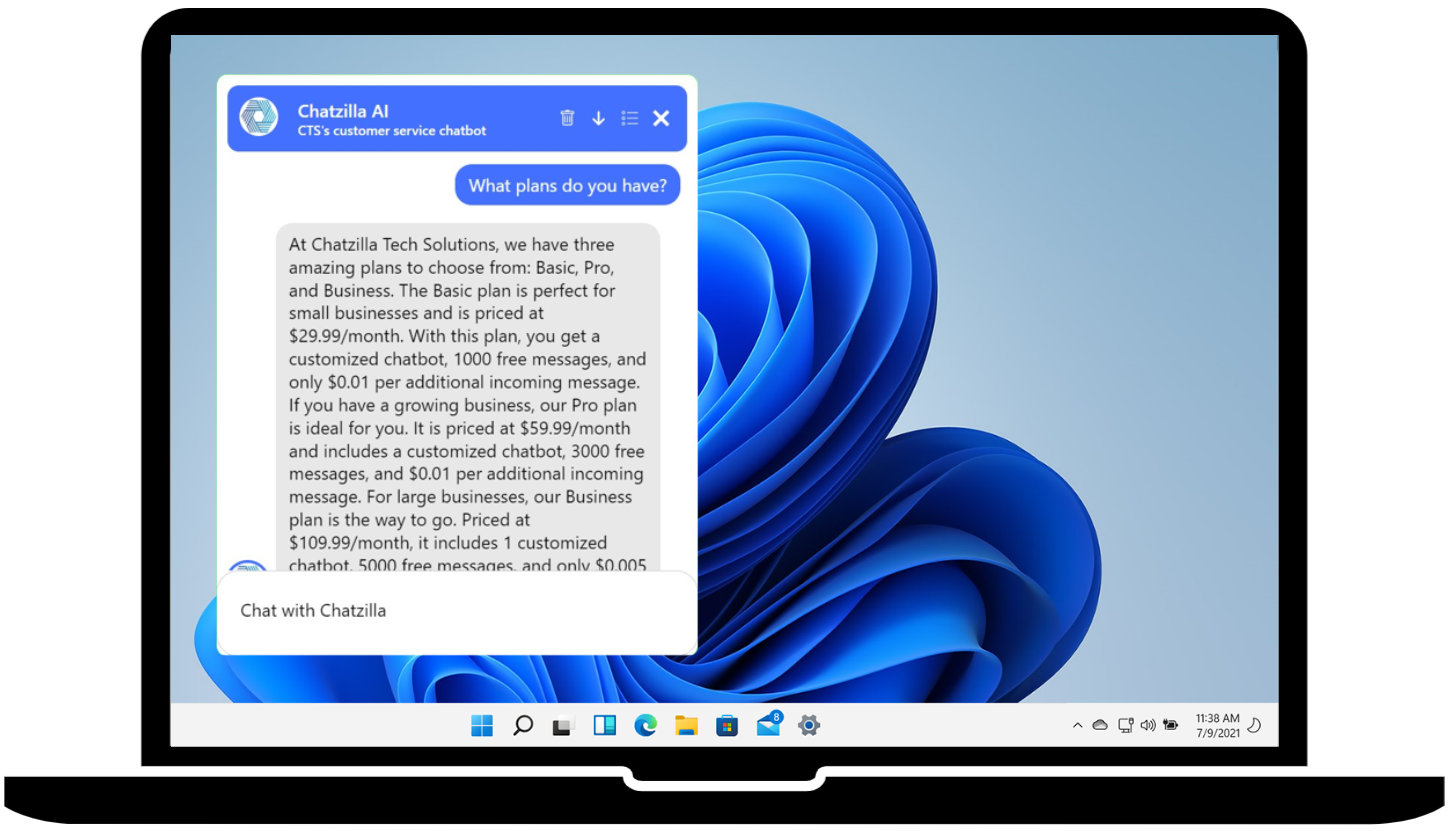 Chatzilla AI
CTS's customer service chatbot
What plans do you have?
At Chatzilla Tech Solutions, we have three
amazing plans to choose from: Basic, Pro,
and Business. The Basic plan is perfect for
small businesses and is priced at
$29.99/month. With this plan, you get a
customized chatbot, 1000 free messages, and
only $0.01 per additional incoming message.
If you have a growing business, our Pro plan
is ideal for you. It is priced at $59.99/month
and includes a customized chatbot, 3000 free
messages, and $0.01 per additional incoming
message. For large businesses, our Business
plan is the way to go. Priced at
$109.99/month, it includes 1 customized
chatbot, 5000 free messages, and only $0.005
Chat with Chatzilla
8
11:38 AM
7/9/2021